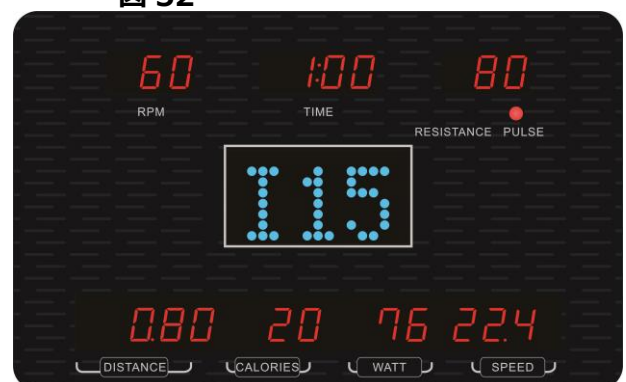 图 32
60 1:00 80
RPM TIME
RESISTANCE PULSE
I15
0.80 20 76 22.4
DISTANCE CALORIES WATT SPEED